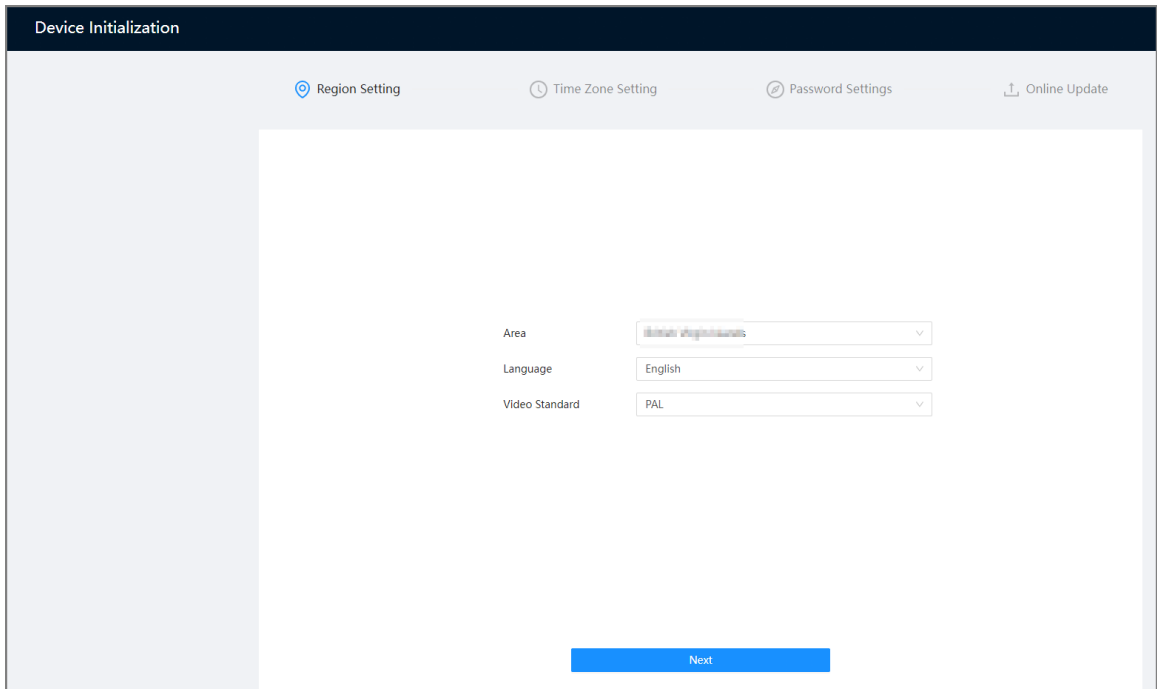 Device Initialization
Region Setting
Time Zone Setting
Password Settings
Online Update
Area
Language English
Video Standard PAL
Next